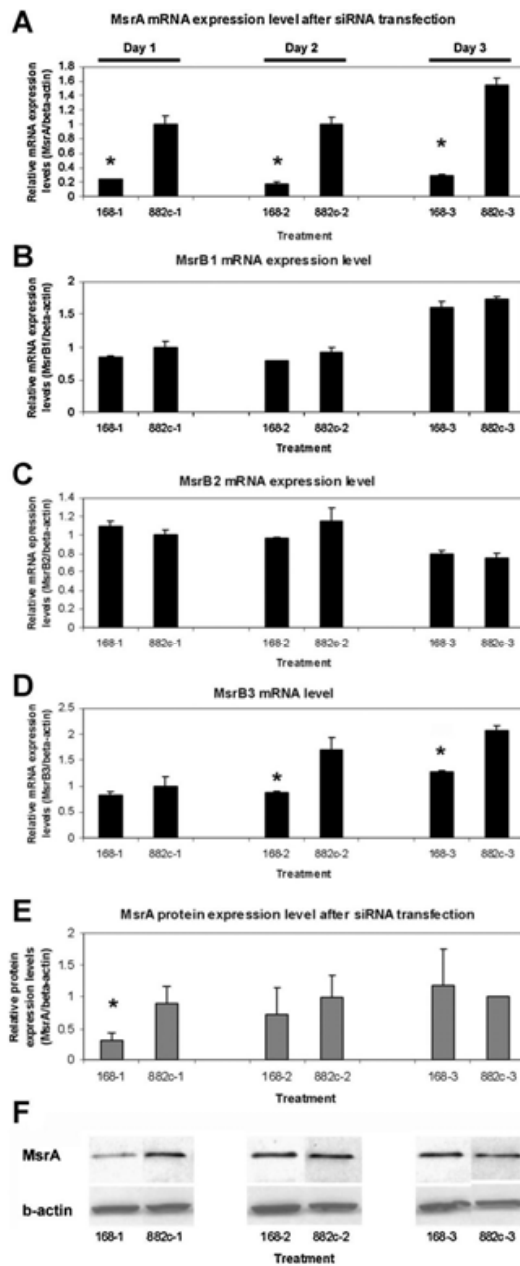 A
MsrA mRNA expression level after siRNA transfection
Day 1 Day 2 Day 3
Relative mRNA expression
levels (MsrA/beta-actin)
1.8
1.6
1.4
1.2
1
0.8
0.6
0.4
0.2
0
* * *
168-1 882c-1 168-2 882c-2 168-3 882c-3
Treatment
B
MsrB1 mRNA expression level
Relative mRNA expression
levels (MsrB1/beta-actin)
2
1.5
1
0.5
0
168-1 882c-1 168-2 882c-2 168-3 882c-3
Treatment
C
MsrB2 mRNA expression level
Relative mRNA epression
levels (MsrB2/beta-actin)
1.4
1.2
1
0.8
0.6
0.4
0.2
0
168-1 882c-1 168-2 882c-2 168-3 882c-3
Treatment
D
MsrB3 mRNA level
Relative mRNA expression
levels (MsrB3/beta-actin)
2.5
2
1.5
1
0.5
0
* *
168-1 882c-1 168-2 882c-2 168-3 882c-3
Treatment
E
MsrA protein expression level after siRNA transfection
Relative protein
expression levels
(MsrA/beta-actin)
2
1.5
1
0.5
0
*
168-1 882c-1 168-2 882c-2 168-3 882c-3
Treatment
F
MsrA
b-actin
168-1 882c-1 168-2 882c-2 168-3 882c-3
Treatment